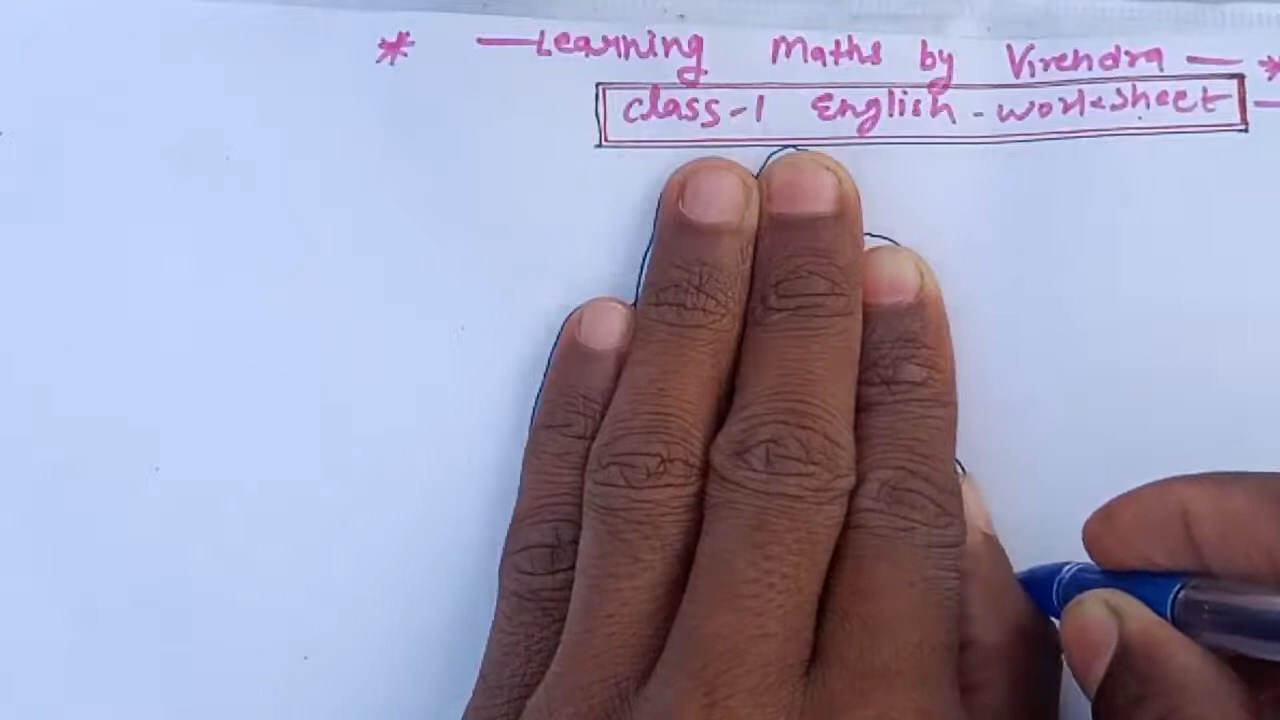 * — Learning Maths by Virendra — *
Class-1 English - worksheet —